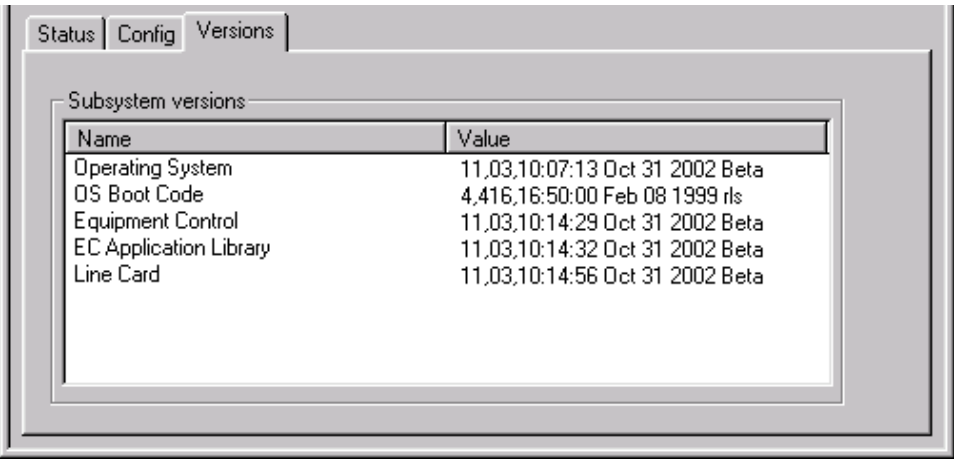 Status Config Versions
Subsystem versions
Name Value
Operating System 11,03,10:07:13 Oct 31 2002 Beta
OS Boot Code 4,416,16:50:00 Feb 08 1999 rls
Equipment Control 11,03,10:14:29 Oct 31 2002 Beta
EC Application Library 11,03,10:14:32 Oct 31 2002 Beta
Line Card 11,03,10:14:56 Oct 31 2002 Beta